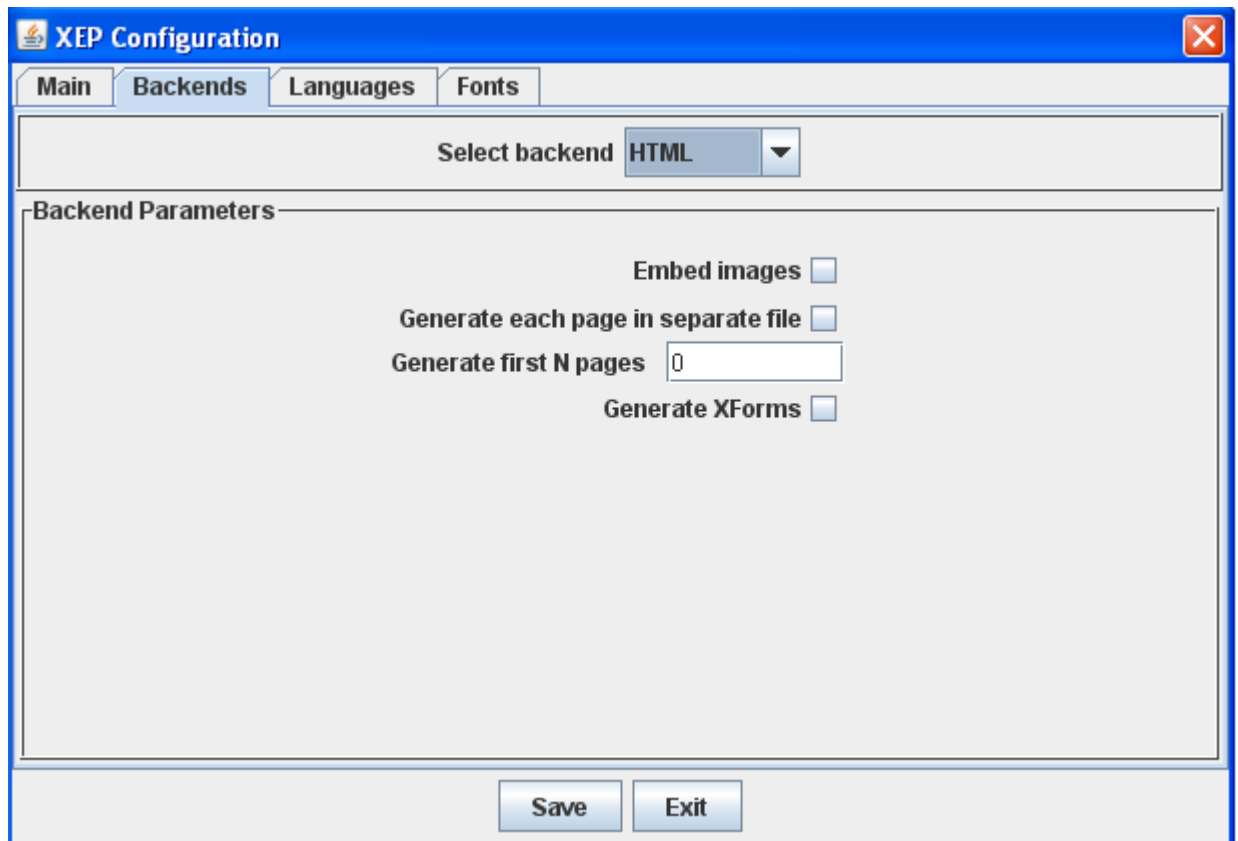 XEP Configuration
Main Backends Languages Fonts
Select backend HTML
Backend Parameters
Embed images
Generate each page in separate file
Generate first N pages 0
Generate XForms
Save Exit